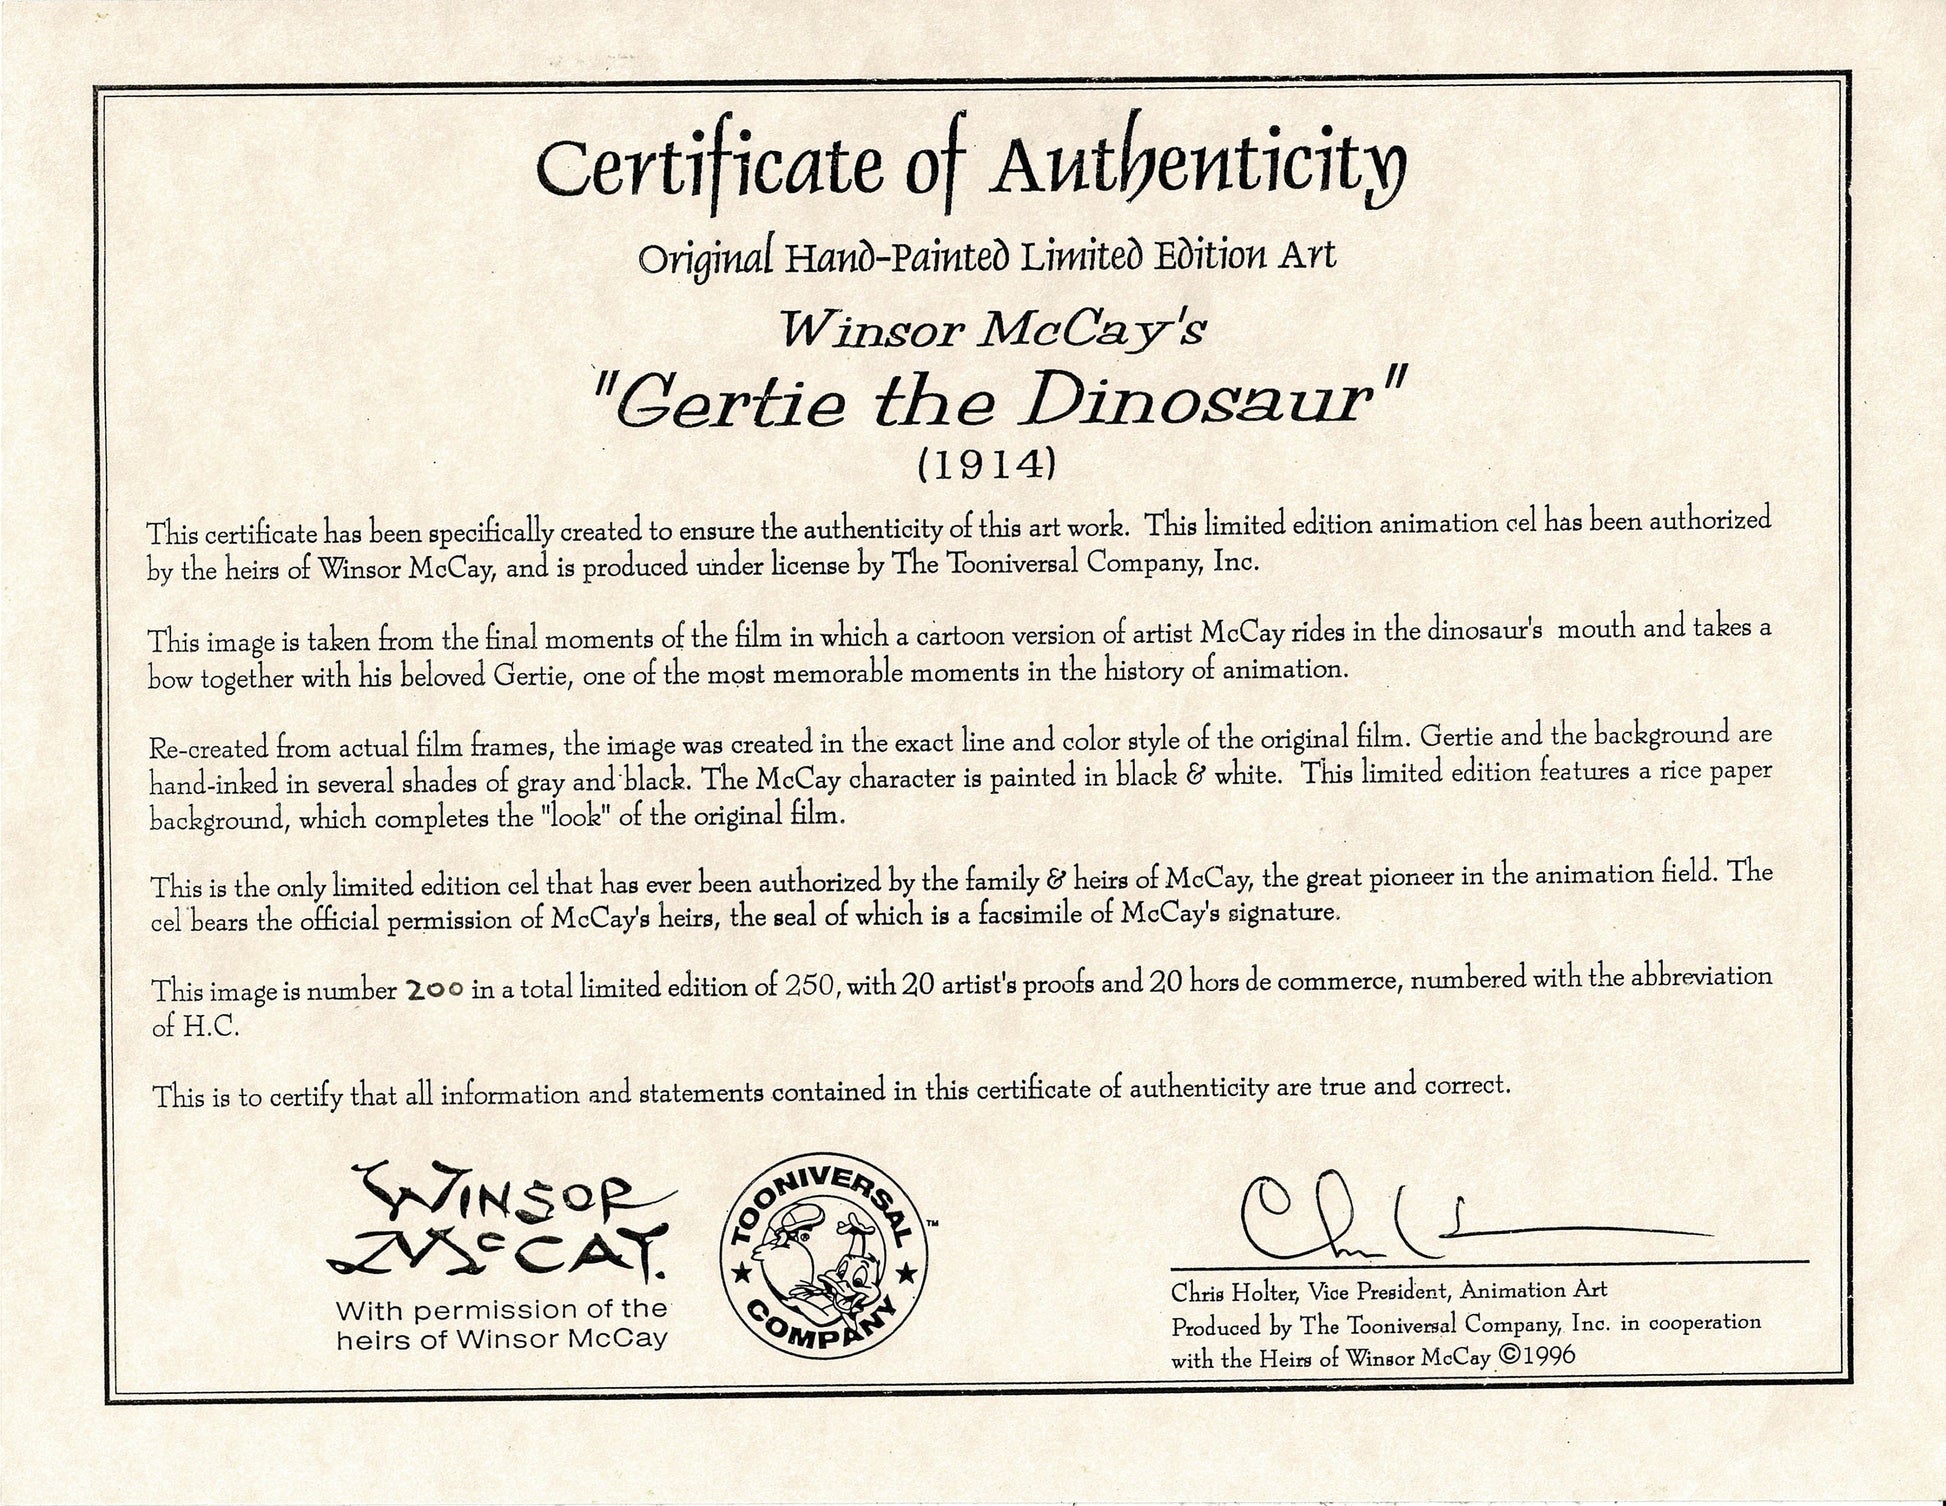 Certificate of Authenticity
Original Hand-Painted Limited Edition Art
Winsor McCay's
"Gertie the Dinosaur"
(1914)
This certificate has been specifically created to ensure the authenticity of this art work. This limited edition animation cel has been authorized
by the heirs of Winsor McCay, and is produced under license by The Tooniversal Company, Inc.
This image is taken from the final moments of the film in which a cartoon version of artist McCay rides in the dinosaur's mouth and takes a
bow together with his beloved Gertie, one of the most memorable moments in the history of animation.
Re-created from actual film frames, the image was created in the exact line and color style of the original film. Gertie and the background are
hand-inked in several shades of gray and black. The McCay character is painted in black & white. This limited edition features a rice paper
background, which completes the "look" of the original film.
This is the only limited edition cel that has ever been authorized by the family & heirs of McCay, the great pioneer in the animation field. The
cel bears the official permission of McCay's heirs, the seal of which is a facsimile of McCay's signature.
This image is number 200 in a total limited edition of 250, with 20 artist's proofs and 20 hors de commerce, numbered with the abbreviation
of H.C.
This is to certify that all information and statements contained in this certificate of authenticity are true and correct.
WINSOR
McCAY.
With permission of the
heirs of Winsor McCay
TOONIVERSAL
COMPANY
™
Chris Holter, Vice President, Animation Art
Produced by The Tooniversal Company, Inc. in cooperation
with the Heirs of Winsor McCay ©1996